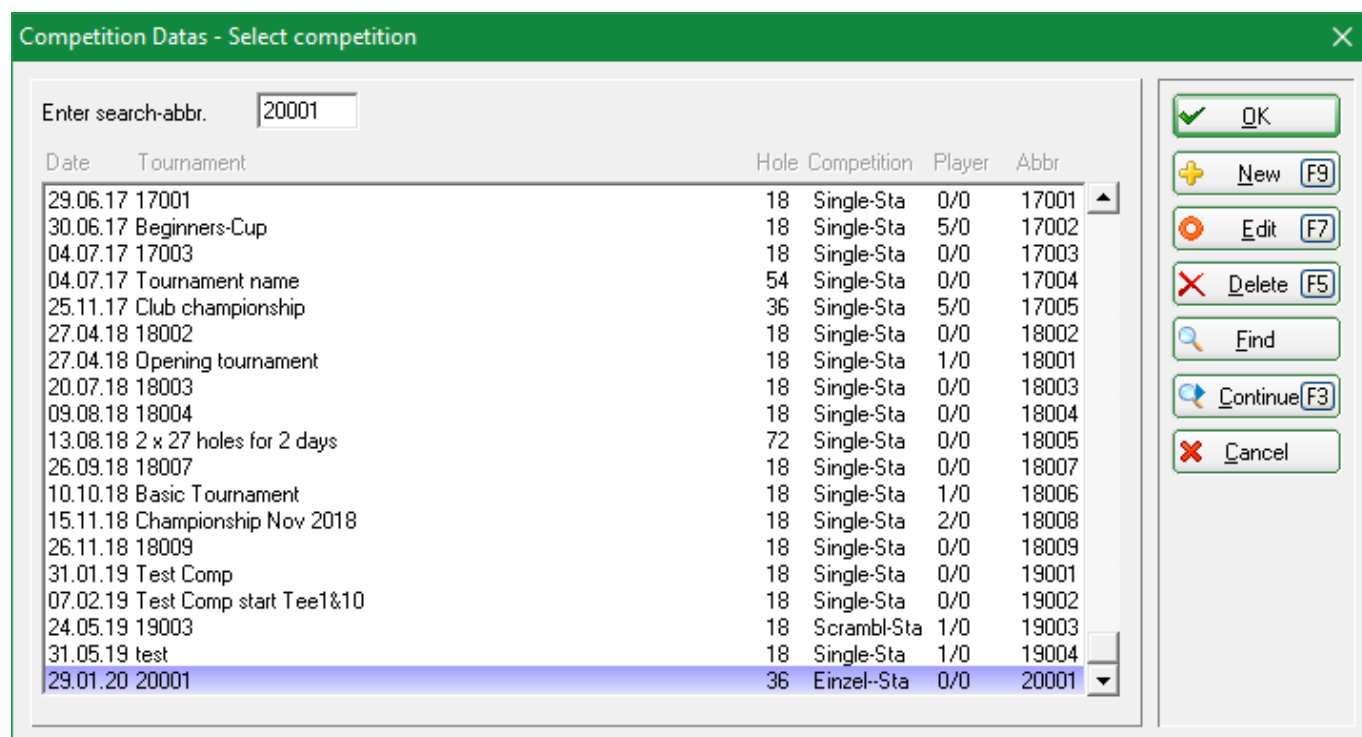 Competition Datas - Select competition
Enter search-abbr. 20001
Date Tournament Hole Competition Player Abbr
29.06.17 17001 18 Single-Sta 0/0 17001
30.06.17 Beginners-Cup 18 Single-Sta 5/0 17002
04.07.17 17003 18 Single-Sta 0/0 17003
04.07.17 Tournament name 54 Single-Sta 0/0 17004
25.11.17 Club championship 36 Single-Sta 5/0 17005
27.04.18 18002 18 Single-Sta 0/0 18002
27.04.18 Opening tournament 18 Single-Sta 1/0 18001
20.07.18 18003 18 Single-Sta 0/0 18003
09.08.18 18004 18 Single-Sta 0/0 18004
13.08.18 2 x 27 holes for 2 days 72 Single-Sta 0/0 18005
26.09.18 18007 18 Single-Sta 0/0 18007
10.10.18 Basic Tournament 18 Single-Sta 1/0 18006
15.11.18 Championship Nov 2018 18 Single-Sta 2/0 18008
26.11.18 18009 18 Single-Sta 0/0 18009
31.01.19 Test Comp 18 Single-Sta 0/0 19001
07.02.19 Test Comp start Tee1&10 18 Single-Sta 0/0 19002
24.05.19 19003 18 Scrambl-Sta 1/0 19003
31.05.19 test 18 Single-Sta 1/0 19004
29.01.20 20001 36 Einzel--Sta 0/0 20001
OK
New F9
Edit F7
Delete F5
Find
Continue F3
Cancel